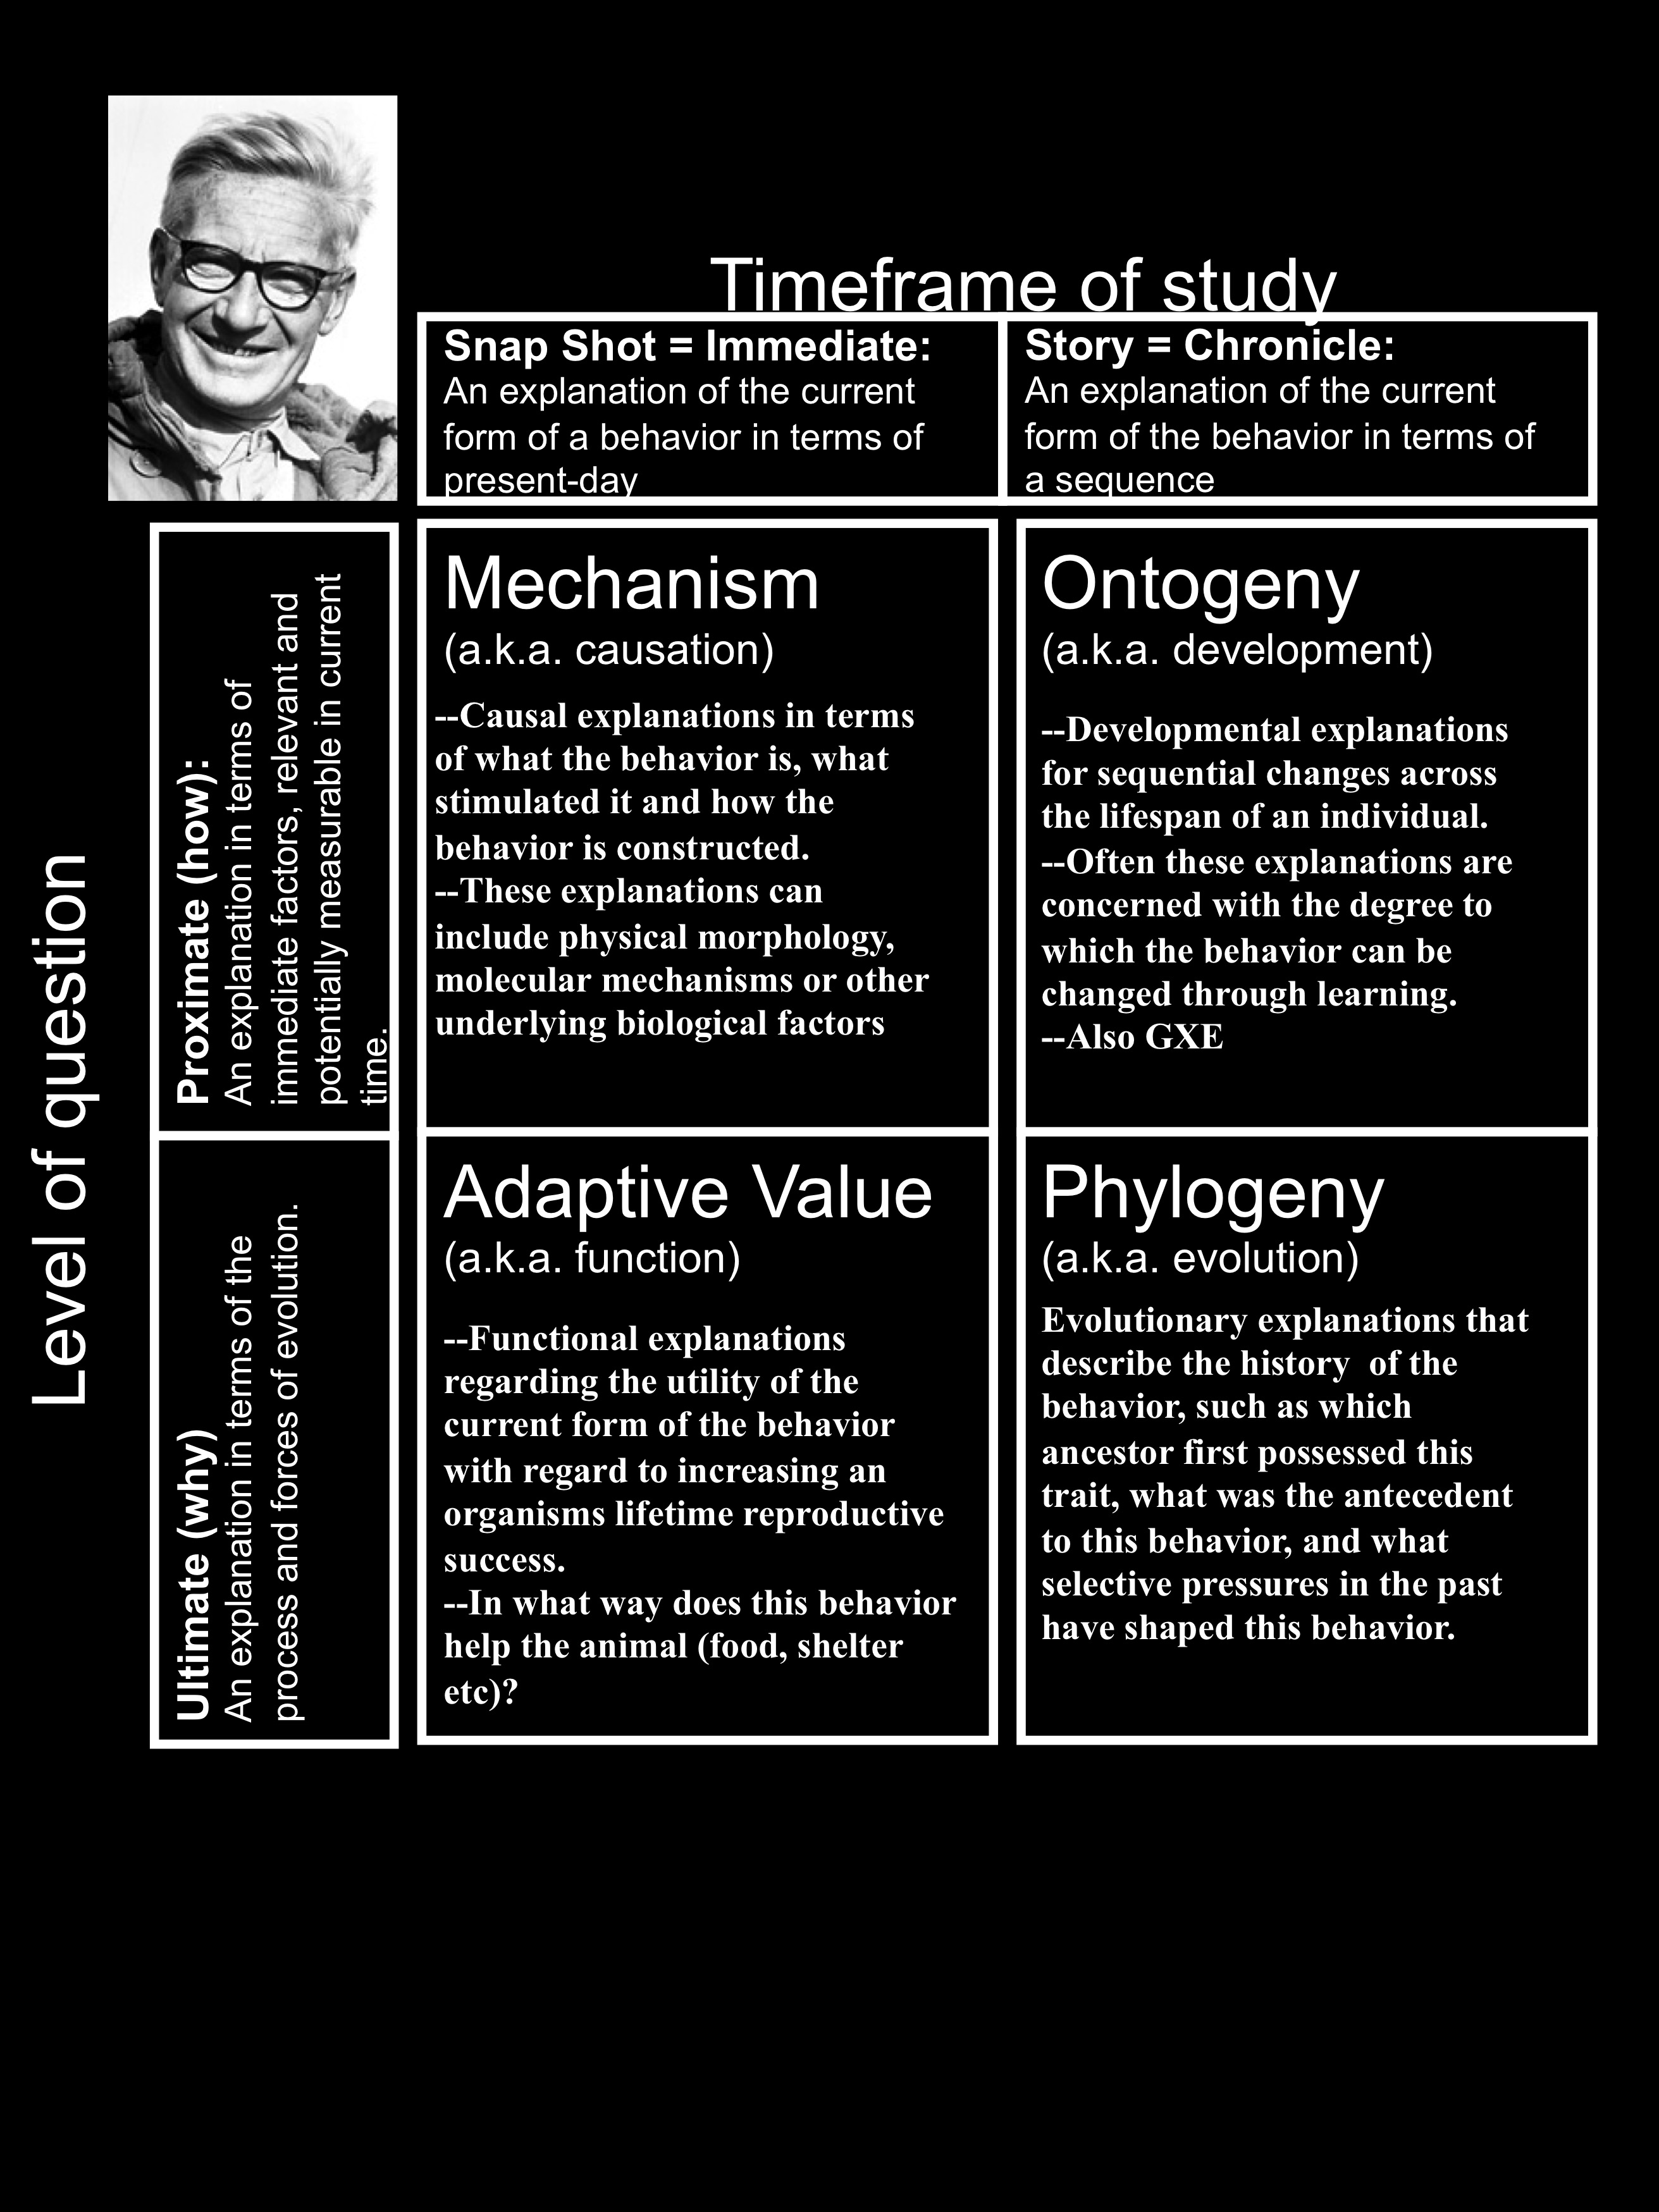 Timeframe of study
Snap Shot = Immediate:
An explanation of the current
form of a behavior in terms of
present-day
Story = Chronicle:
An explanation of the current
form of the behavior in terms of
a sequence
Level of question
Proximate (how):
An explanation in terms of
immediate factors, relevant and
potentially measurable in current
time.
Mechanism
(a.k.a. causation)
--Causal explanations in terms
of what the behavior is, what
stimulated it and how the
behavior is constructed.
--These explanations can
include physical morphology,
molecular mechanisms or other
underlying biological factors
Ontogeny
(a.k.a. development)
--Developmental explanations
for sequential changes across
the lifespan of an individual.
--Often these explanations are
concerned with the degree to
which the behavior can be
changed through learning.
--Also GXE
Ultimate (why)
An explanation in terms of the
process and forces of evolution.
Adaptive Value
(a.k.a. function)
--Functional explanations
regarding the utility of the
current form of the behavior
with regard to increasing an
organisms lifetime reproductive
success.
--In what way does this behavior
help the animal (food, shelter
etc)?
Phylogeny
(a.k.a. evolution)
Evolutionary explanations that
describe the history  of the
behavior, such as which
ancestor first possessed this
trait, what was the antecedent
to this behavior, and what
selective pressures in the past
have shaped this behavior.